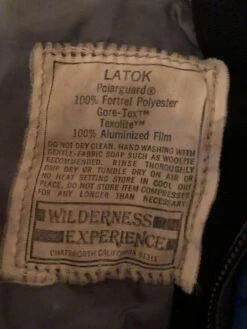 LATOK
Polarguard®
100% Fortrel Polyester
Gore-Tex™
Texolite™
100% Aluminized Film
DO NOT DRY CLEAN. HAND WASHING WITH
GENTLE-FABRIC SOAP SUCH AS WOOLITE
RECOMMENDED. RINSE THOROUGHLY
DRIP DRY OR TUMBLE DRY ON AIR OR
NO HEAT SETTING STORE IN COOL DRY
PLACE, DO NOT STORE ITEM COMPRESSED
FOR ANY LONGER THAN NECESSARY
WILDERNESS
EXPERIENCE
CHATSWORTH CALIFORNIA 91311